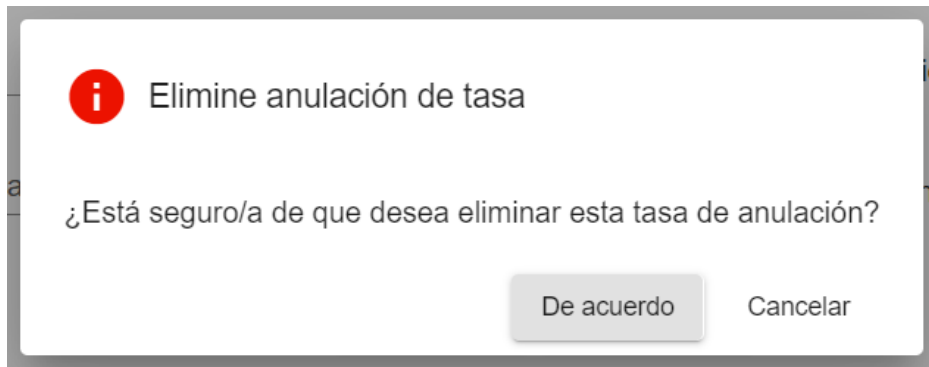 Elimine anulación de tasa
¿Está seguro/a de que desea eliminar esta tasa de anulación?
De acuerdo
Cancelar